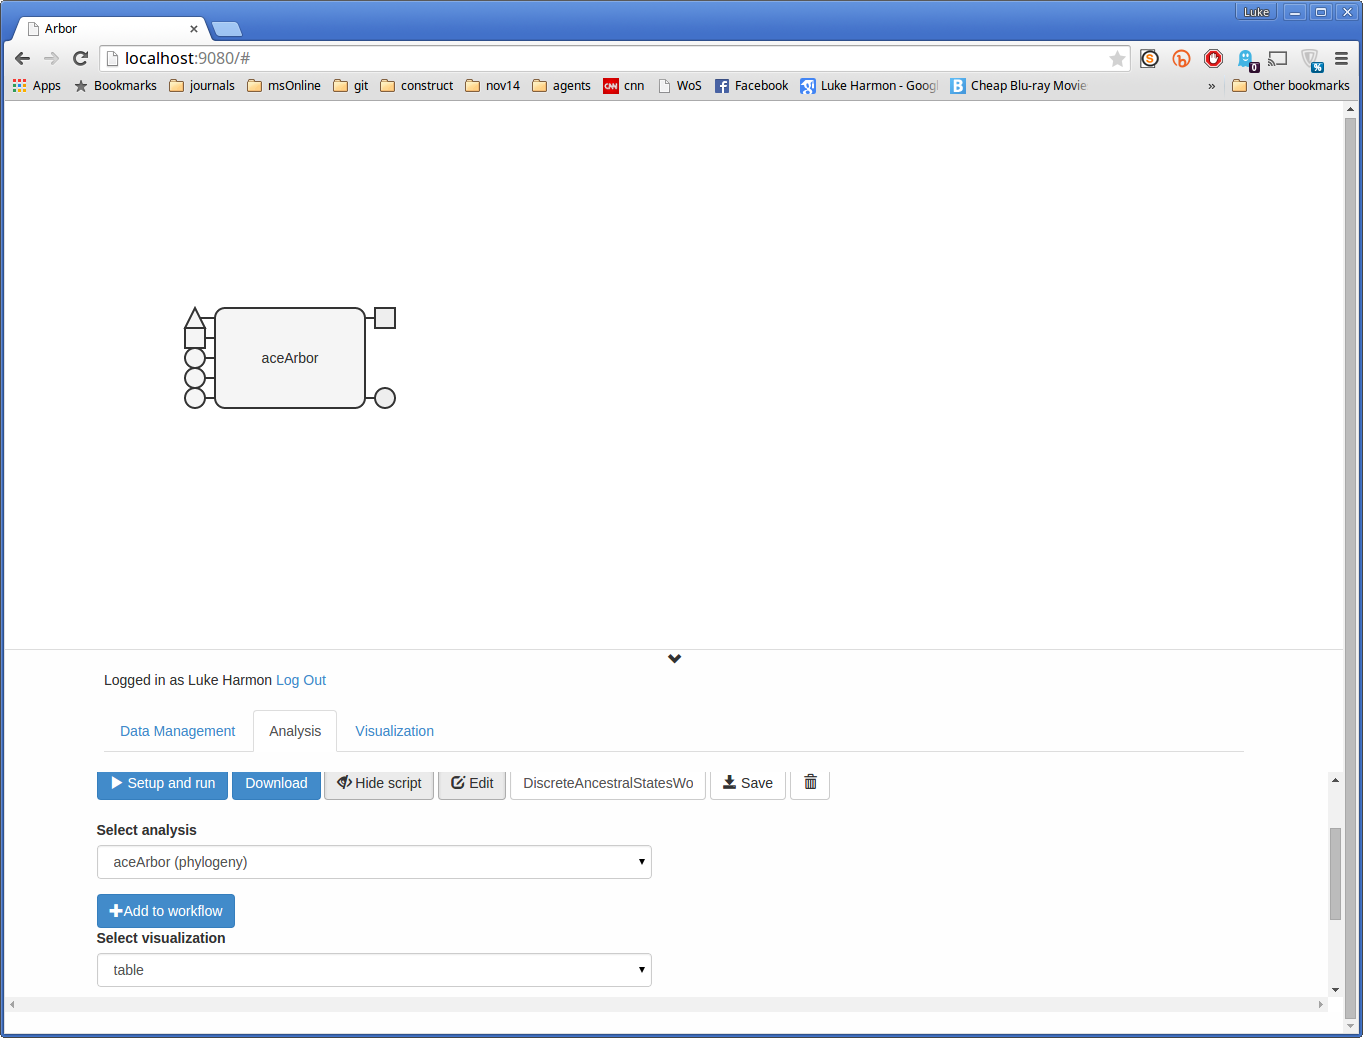 Luke
Arbor
localhost:9080/#
S
b
0
%
Apps Bookmarks journals msOnline git construct nov14 agents CNN cnn WoS Facebook Luke Harmon - Googl B Cheap Blu-ray Movie » Other bookmarks
aceArbor
Logged in as Luke Harmon Log Out
Data Management Analysis Visualization
Setup and run Download Hide script Edit DiscreteAncestralStatesWo Save
Select analysis
aceArbor (phylogeny)
Add to workflow
Select visualization
table